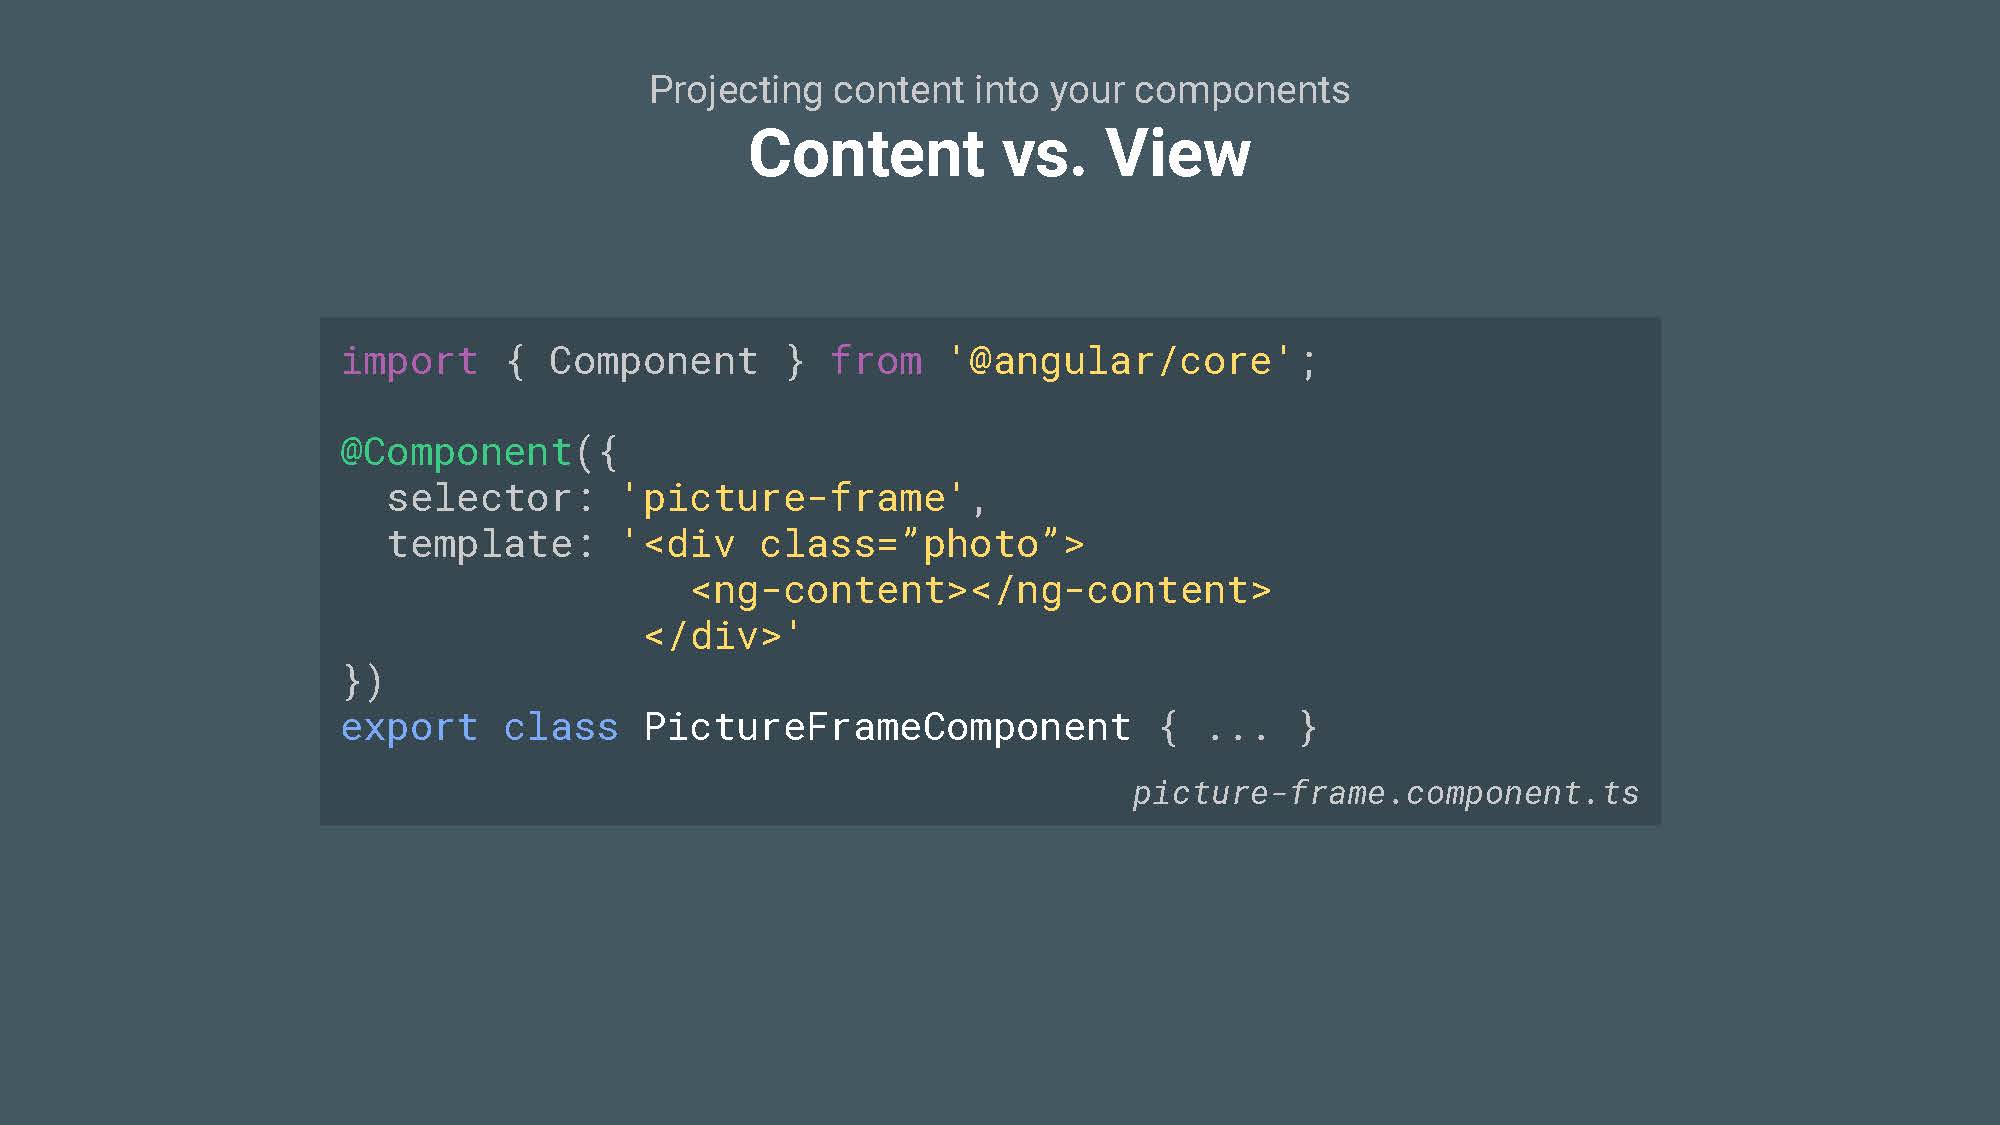 Projecting content into your components
Content vs. View
import { Component } from '@angular/core';
@Component({
  selector: 'picture-frame',
  template: '<div class=”photo”>
               <ng-content></ng-content>
             </div>'
})
export class PictureFrameComponent { ... }
picture-frame.component.ts